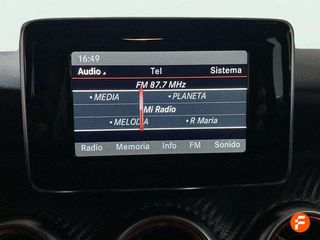 16:49
Audio Tel Sistema
FM 87.7 MHz
• MEDIA • PLANETA
Mi Radio
• MELODIA • R Maria
Radio Memoria Info FM Sonido